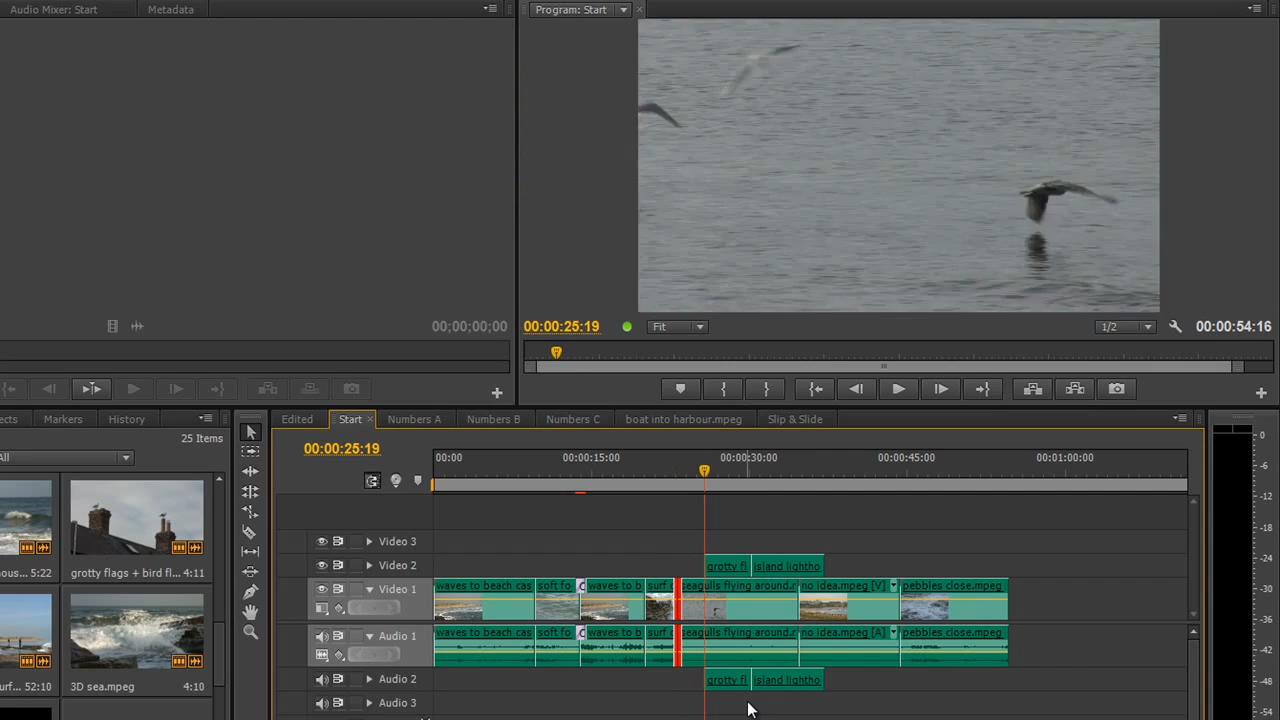 Audio Mixer: Start
Metadata
Program: Start
00;00;00;00
00:00:25:19
Fit
1/2
00:00:54:16
Markers
History
25 Items
All
5:22
grotty flags + bird fl...
4:11
52:10
3D sea.mpeg
4:10
Edited
Start
Numbers A
Numbers B
Numbers C
boat into harbour.mpeg
Slip & Slide
00:00:25:19
00:00
00:00:15:00
00:00:30:00
00:00:45:00
00:01:00:00
Video 3
Video 2
grotty fl
island lightho
Video 1
waves to beach cas
soft fo
waves to b
surf
seagulls flying around.r
no idea.mpeg [V]
pebbles close.mpeg
Audio 1
waves to beach cas
soft fo
waves to b
surf
seagulls flying around.r
no idea.mpeg [A]
pebbles close.mpeg
Audio 2
grotty fl
island lightho
Audio 3
0
-6
-12
-18
-24
-30
-36
-42
-48
-54